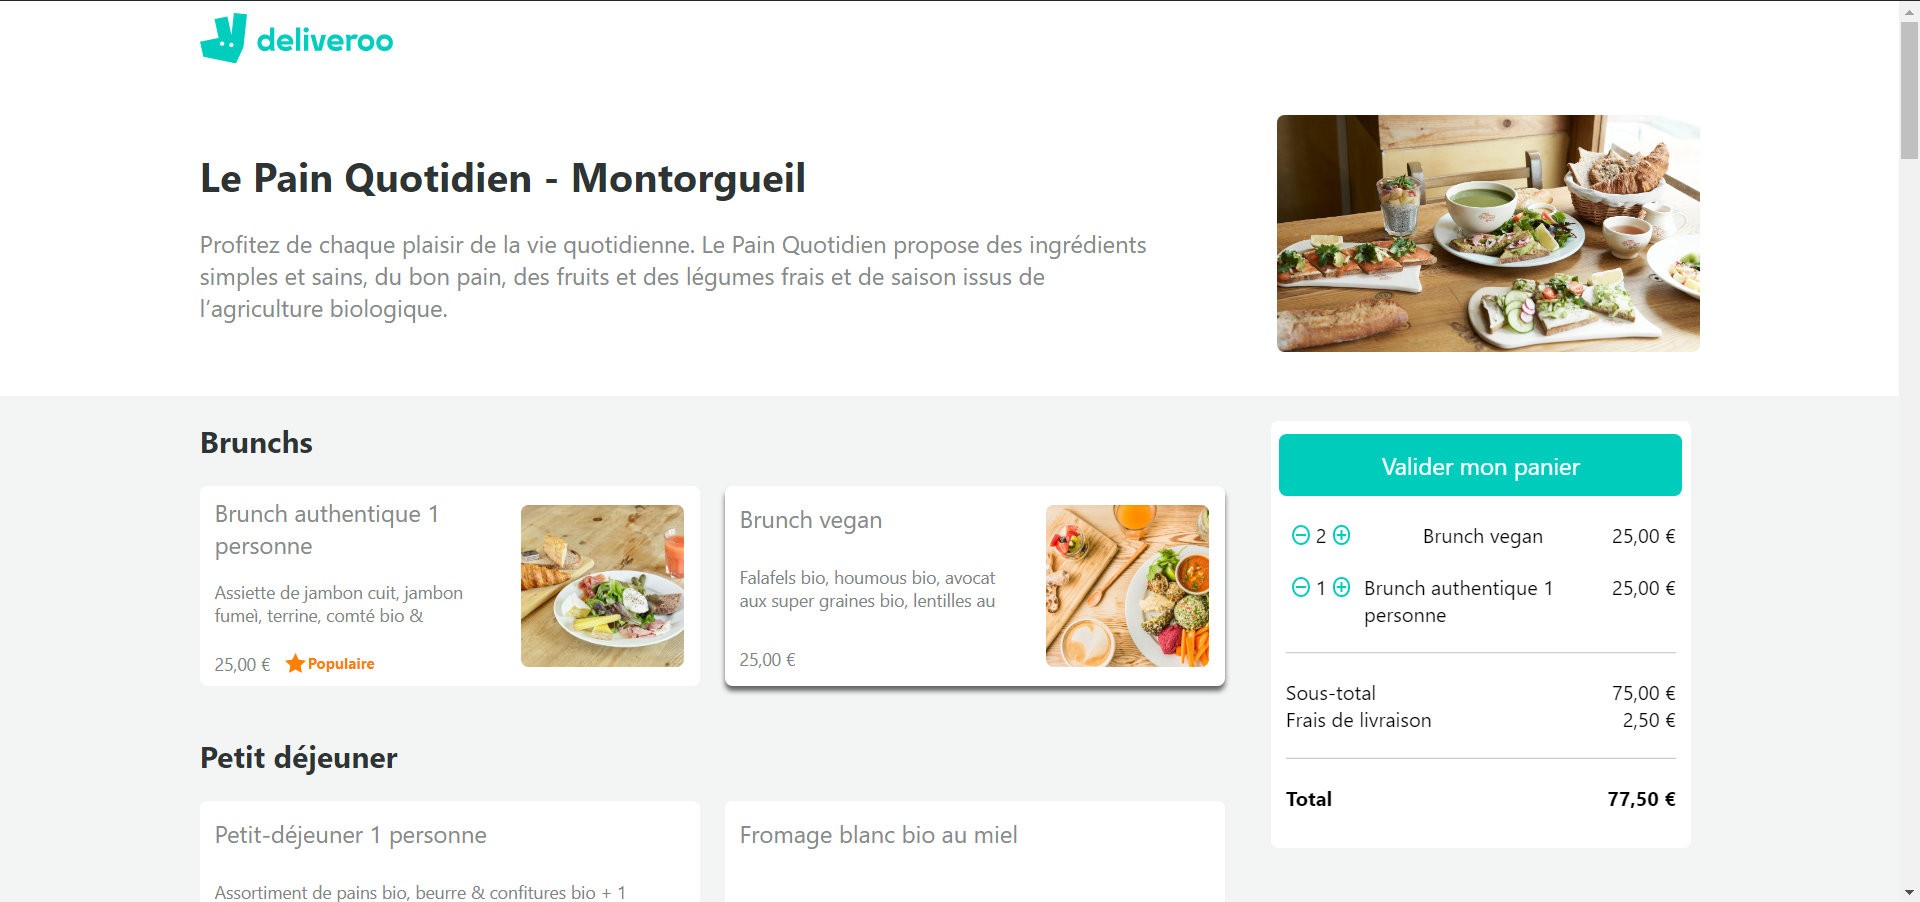 deliveroo
Le Pain Quotidien - Montorgueil
Profitez de chaque plaisir de la vie quotidienne. Le Pain Quotidien propose des ingrédients
simples et sains, du bon pain, des fruits et des légumes frais et de saison issus de
l’agriculture biologique.
Brunchs
Brunch authentique 1
personne
Assiette de jambon cuit, jambon
fumeì, terrine, comté bio &
25,00 € Populaire
Brunch vegan
Falafels bio, houmous bio, avocat
aux super graines bio, lentilles au
25,00 €
Petit déjeuner
Petit-déjeuner 1 personne
Assortiment de pains bio, beurre & confitures bio + 1
Fromage blanc bio au miel
Valider mon panier
2 Brunch vegan 25,00 €
1 Brunch authentique 1 25,00 €
personne
Sous-total 75,00 €
Frais de livraison 2,50 €
Total 77,50 €